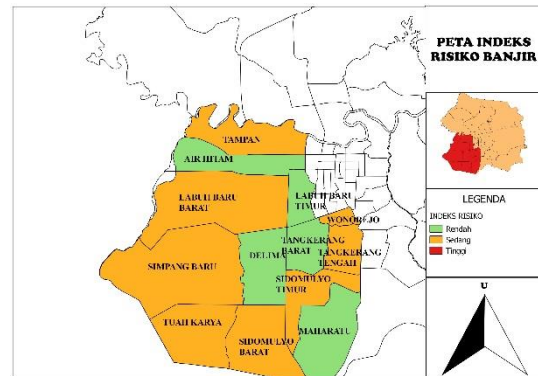 PETA INDEKS
RISIKO BANJIR
TAMPAN
AIR HITAM
LABUH BARU
BARAT
LABUH BARU
TIMUR
WONOREJO
TANGKERANG
BARAT
TANGKERANG
TENGAH
DELIMA
SIMPANG BARU
SIDOMULYO
TIMUR
TUAH KARYA
SIDOMULYO
BARAT
MAHARATU
LEGENDA
INDEKS RISIKO
Rendah
Sedang
Tinggi
U